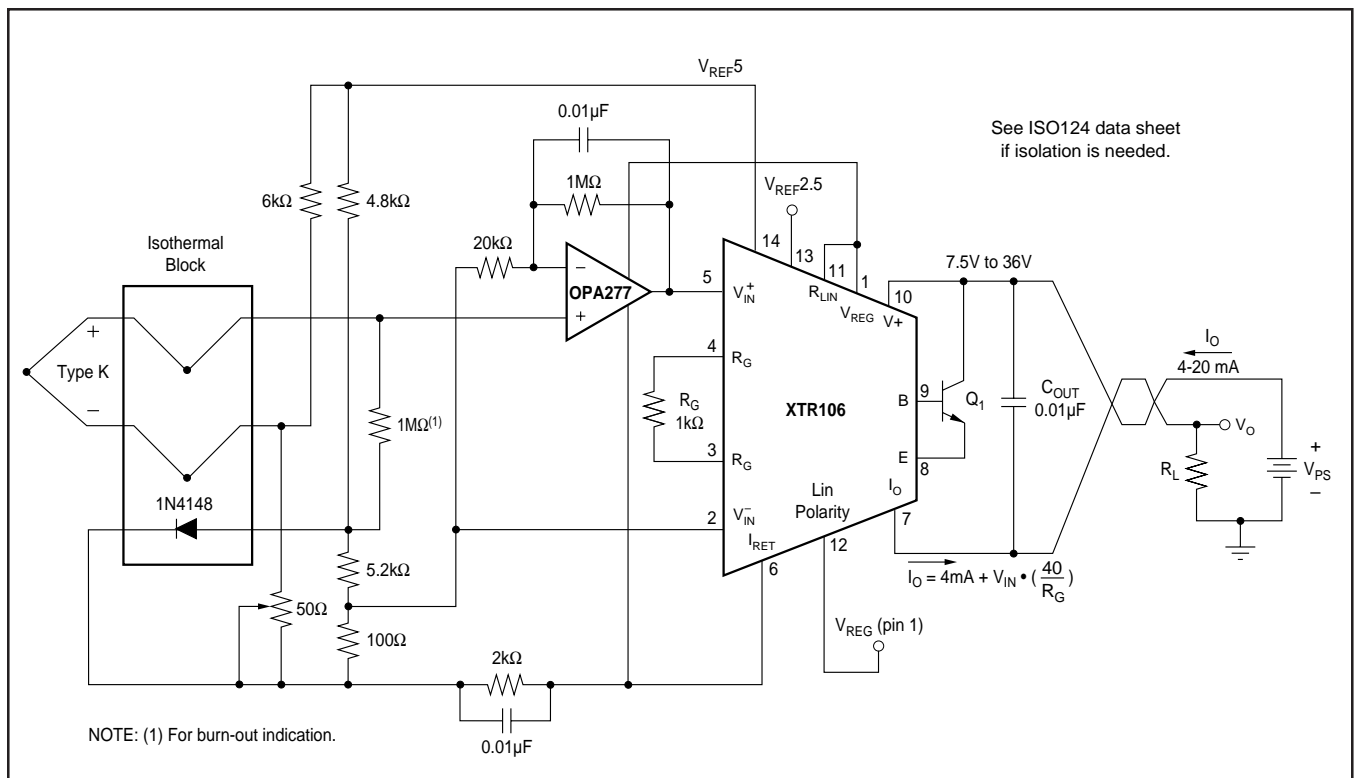 V_REF5
0.01µF
See ISO124 data sheet
if isolation is needed.
1MΩ
V_REF2.5
6kΩ
4.8kΩ
Isothermal
Block
20kΩ
14
13
11
1
7.5V to 36V
−
OPA277
+
5
V_IN^+
R_LIN
V_REG
10
V+
I_O
4-20 mA
+
Type K
−
4
R_G
1MΩ(1)
R_G
1kΩ
XTR106
B
9
Q_1
C_OUT
0.01µF
V_O
3
R_G
E
8
R_L
+
V_PS
−
1N4148
Lin
Polarity
I_O
7
2
V_IN^−
I_RET
12
6
5.2kΩ
I_O = 4mA + V_IN • (40/R_G)
50Ω
100Ω
V_REG (pin 1)
2kΩ
NOTE: (1) For burn-out indication.
0.01µF